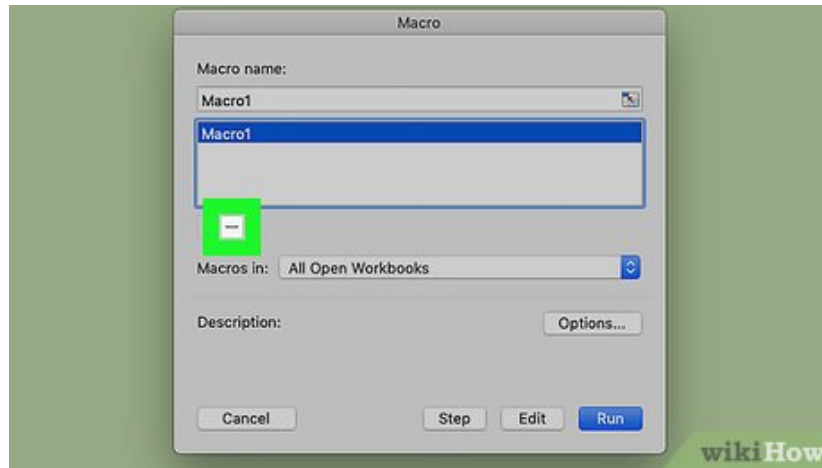 Macro
Macro name:
Macro1
Macro1
Macros in: All Open Workbooks
Description: Options...
Cancel Step Edit Run
wikiHow